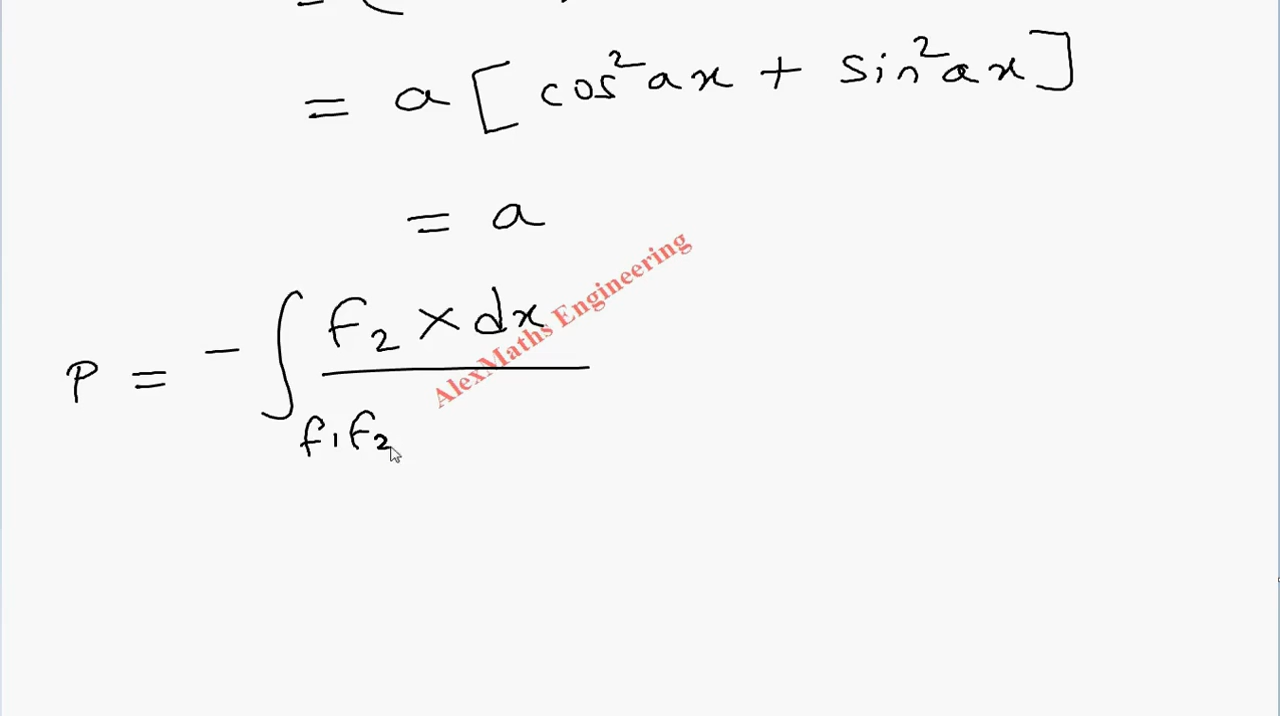 = (
= a [ cos²ax + sin²ax ]
= a
P = - ∫ f₂ X dx
f₁f₂
AlexMaths Engineering